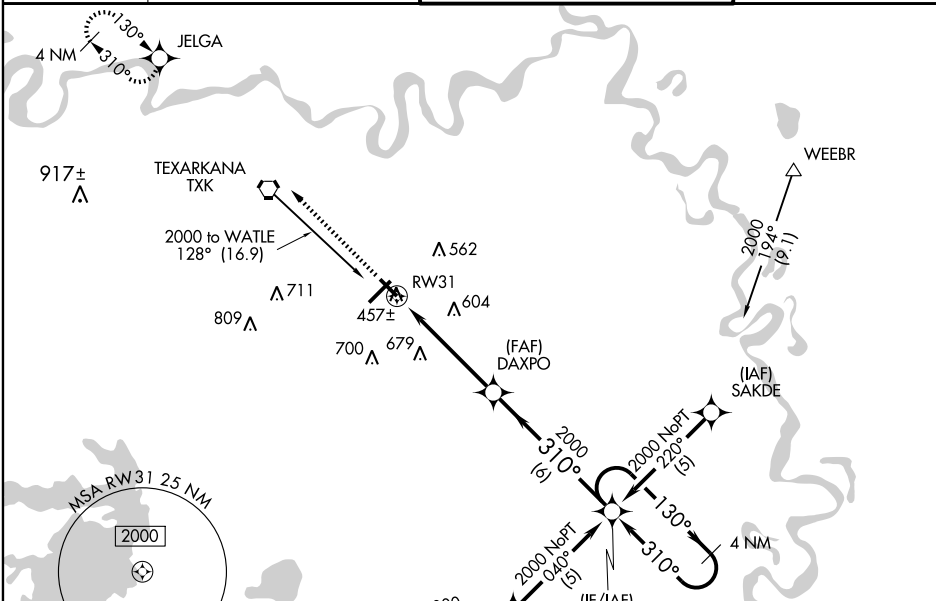 130°
JELGA
4 NM
310°
917±
TEXARKANA
TXK
WEEBR
2000 to WATLE
128° (16.9)
2000
194°
(9.1)
562
RW31
711
604
457±
809
700
679
(FAF)
DAXPO
(IAF)
SAKDE
2000
310°
(6)
2000 NoPT
220°
(5)
MSA RW31 25 NM
2000
130°
4 NM
310°
2000 NoPT
040°
(5)
(IF/IAF)